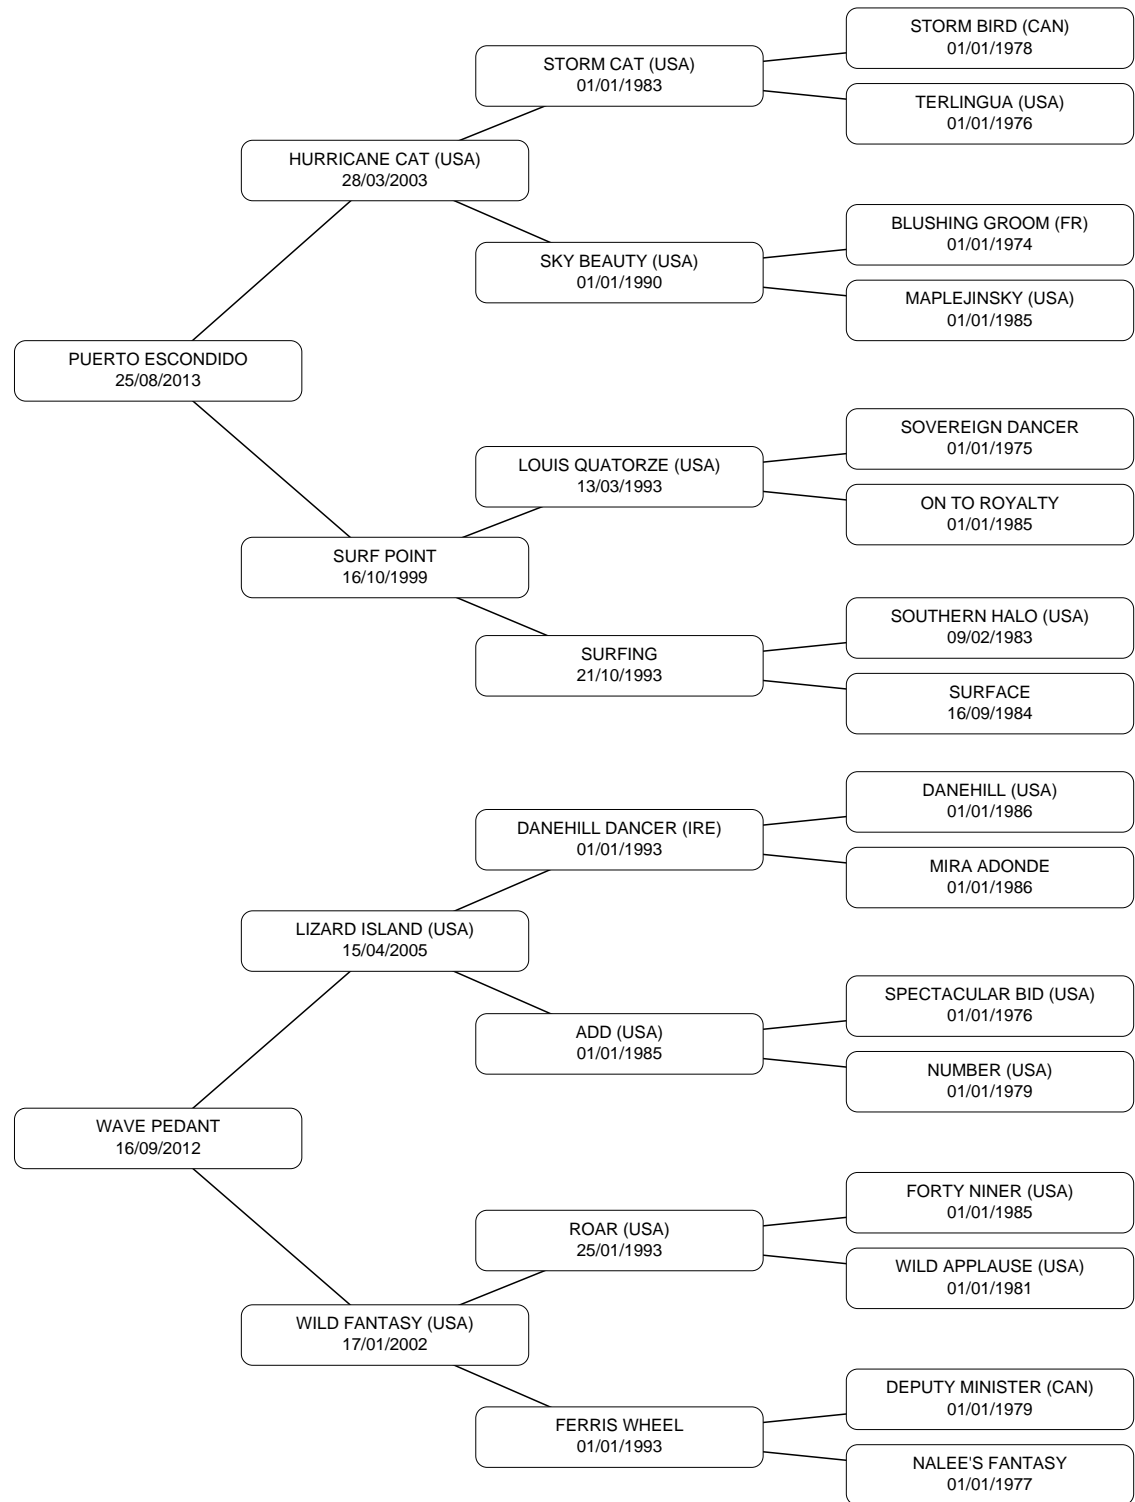 STORM BIRD (CAN)
01/01/1978
STORM CAT (USA)
01/01/1983
TERLINGUA (USA)
01/01/1976
HURRICANE CAT (USA)
28/03/2003
BLUSHING GROOM (FR)
01/01/1974
SKY BEAUTY (USA)
01/01/1990
MAPLEJINSKY (USA)
01/01/1985
PUERTO ESCONDIDO
25/08/2013
SOVEREIGN DANCER
01/01/1975
LOUIS QUATORZE (USA)
13/03/1993
ON TO ROYALTY
01/01/1985
SURF POINT
16/10/1999
SOUTHERN HALO (USA)
09/02/1983
SURFING
21/10/1993
SURFACE
16/09/1984
DANEHILL (USA)
01/01/1986
DANEHILL DANCER (IRE)
01/01/1993
MIRA ADONDE
01/01/1986
LIZARD ISLAND (USA)
15/04/2005
SPECTACULAR BID (USA)
01/01/1976
ADD (USA)
01/01/1985
NUMBER (USA)
01/01/1979
WAVE PEDANT
16/09/2012
FORTY NINER (USA)
01/01/1985
ROAR (USA)
25/01/1993
WILD APPLAUSE (USA)
01/01/1981
WILD FANTASY (USA)
17/01/2002
DEPUTY MINISTER (CAN)
01/01/1979
FERRIS WHEEL
01/01/1993
NALEE'S FANTASY
01/01/1977